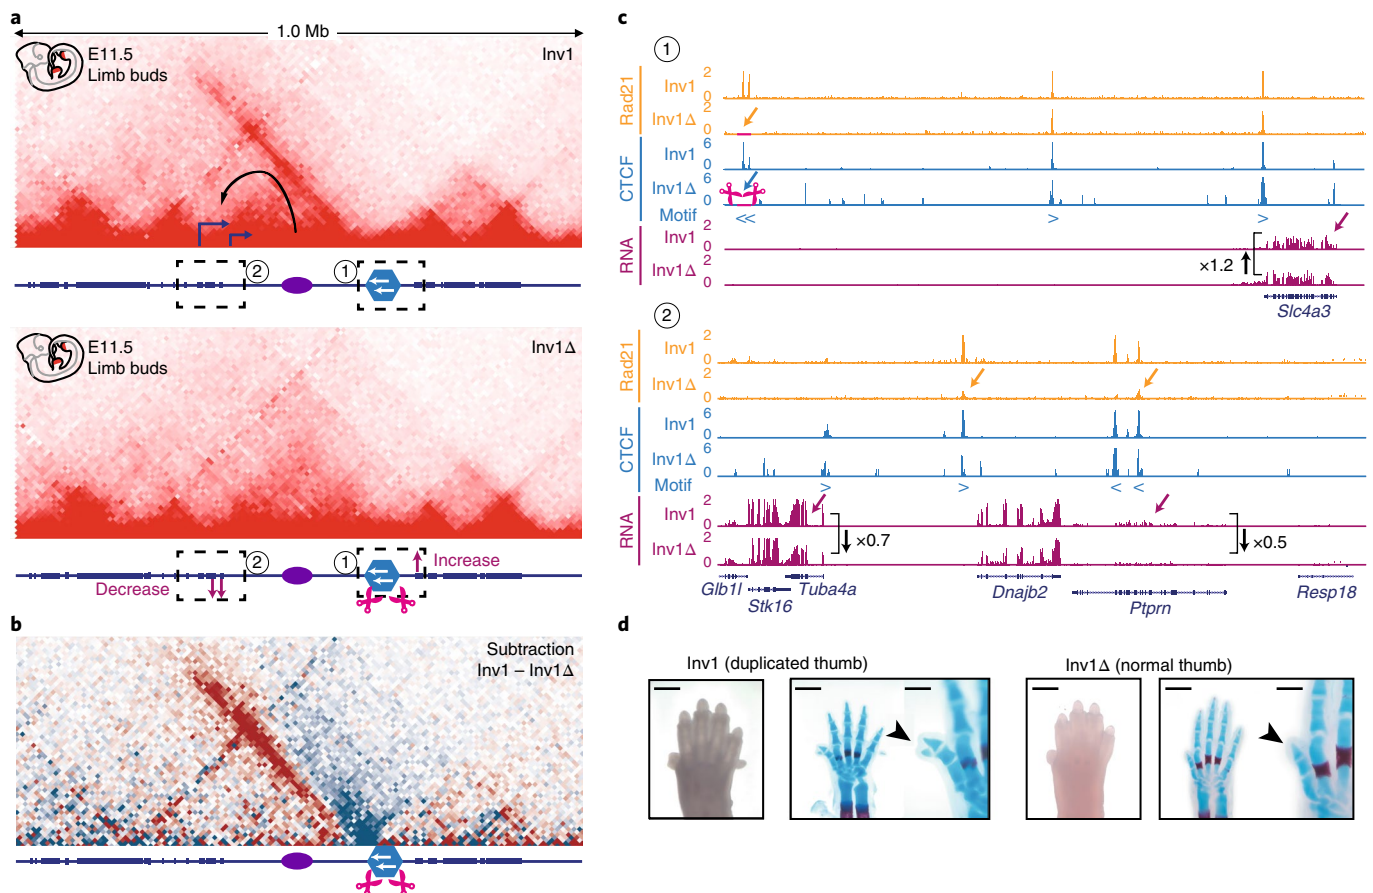 a
1.0 Mb
E11.5
Limb buds
Inv1
2
1
E11.5
Limb buds
Inv1Δ
2
1
Increase
Decrease
b
Subtraction
Inv1 – Inv1Δ
c
1
Rad21
Inv1
2
0
Inv1Δ
2
0
CTCF
Inv1
6
0
Inv1Δ
6
0
Motif
<<
>
>
RNA
Inv1
2
0
Inv1Δ
2
0
×1.2
Slc4a3
2
Rad21
Inv1
2
0
Inv1Δ
2
0
CTCF
Inv1
6
0
Inv1Δ
6
0
Motif
>
>
<
<
RNA
Inv1
2
0
Inv1Δ
2
0
×0.7
×0.5
Glb1l
Stk16
Tuba4a
Dnajb2
Ptprn
Resp18
d
Inv1 (duplicated thumb)
Inv1Δ (normal thumb)